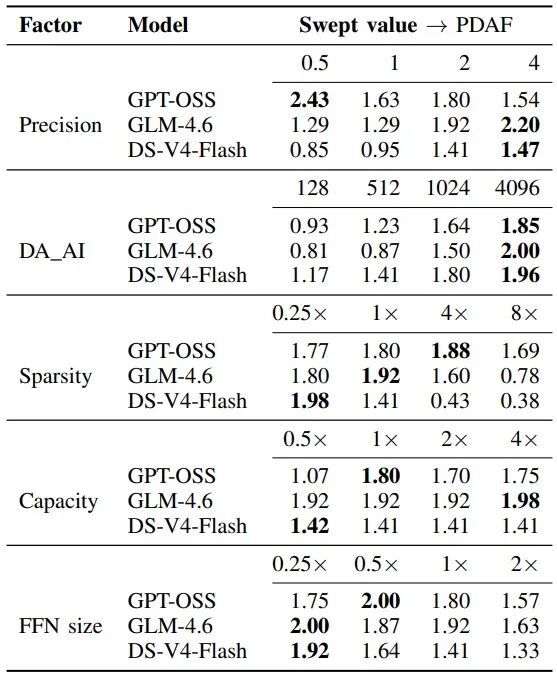 Factor Model Swept value → PDAF
0.5 1 2 4
GPT-OSS 2.43 1.63 1.80 1.54
Precision GLM-4.6 1.29 1.29 1.92 2.20
DS-V4-Flash 0.85 0.95 1.41 1.47
128 512 1024 4096
GPT-OSS 0.93 1.23 1.64 1.85
DA_AI GLM-4.6 0.81 0.87 1.50 2.00
DS-V4-Flash 1.17 1.41 1.80 1.96
0.25× 1× 4× 8×
GPT-OSS 1.77 1.80 1.88 1.69
Sparsity GLM-4.6 1.80 1.92 1.60 0.78
DS-V4-Flash 1.98 1.41 0.43 0.38
0.5× 1× 2× 4×
GPT-OSS 1.07 1.80 1.70 1.75
Capacity GLM-4.6 1.92 1.92 1.92 1.98
DS-V4-Flash 1.42 1.41 1.41 1.41
0.25× 0.5× 1× 2×
GPT-OSS 1.75 2.00 1.80 1.57
FFN size GLM-4.6 2.00 1.87 1.92 1.63
DS-V4-Flash 1.92 1.64 1.41 1.33